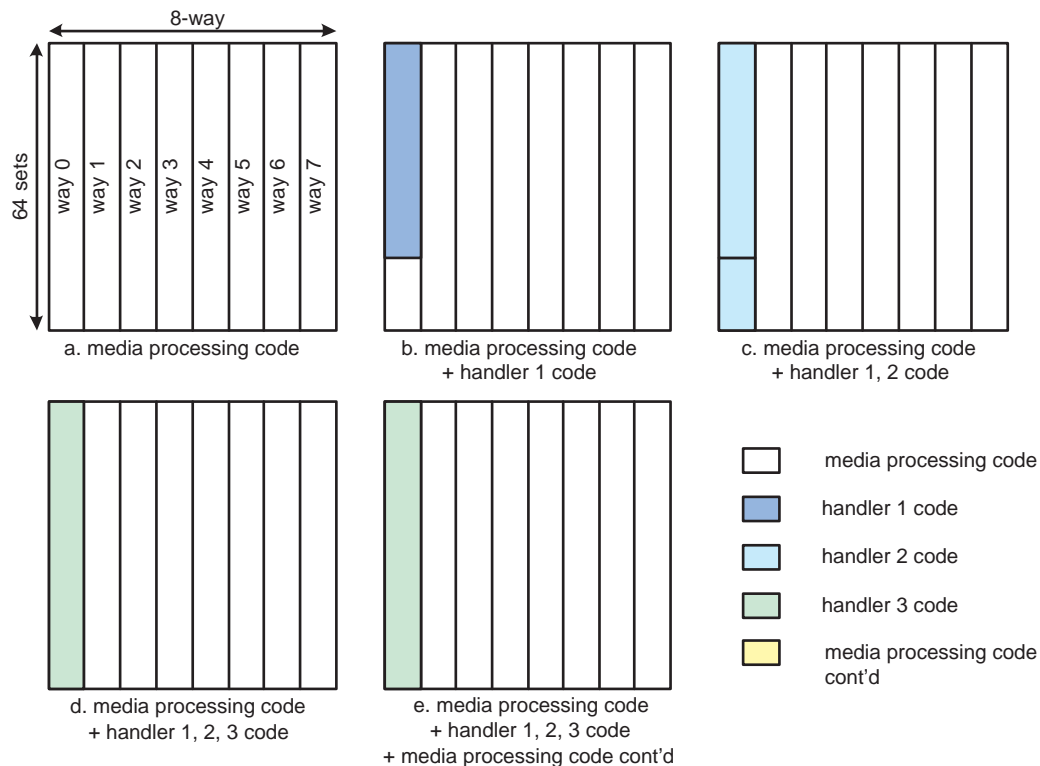 8-way
64 sets
way 0
way 1
way 2
way 3
way 4
way 5
way 6
way 7
a. media processing code
b. media processing code
+ handler 1 code
c. media processing code
+ handler 1, 2 code
d. media processing code
+ handler 1, 2, 3 code
e. media processing code
+ handler 1, 2, 3 code
+ media processing code cont'd
media processing code
handler 1 code
handler 2 code
handler 3 code
media processing code
cont'd